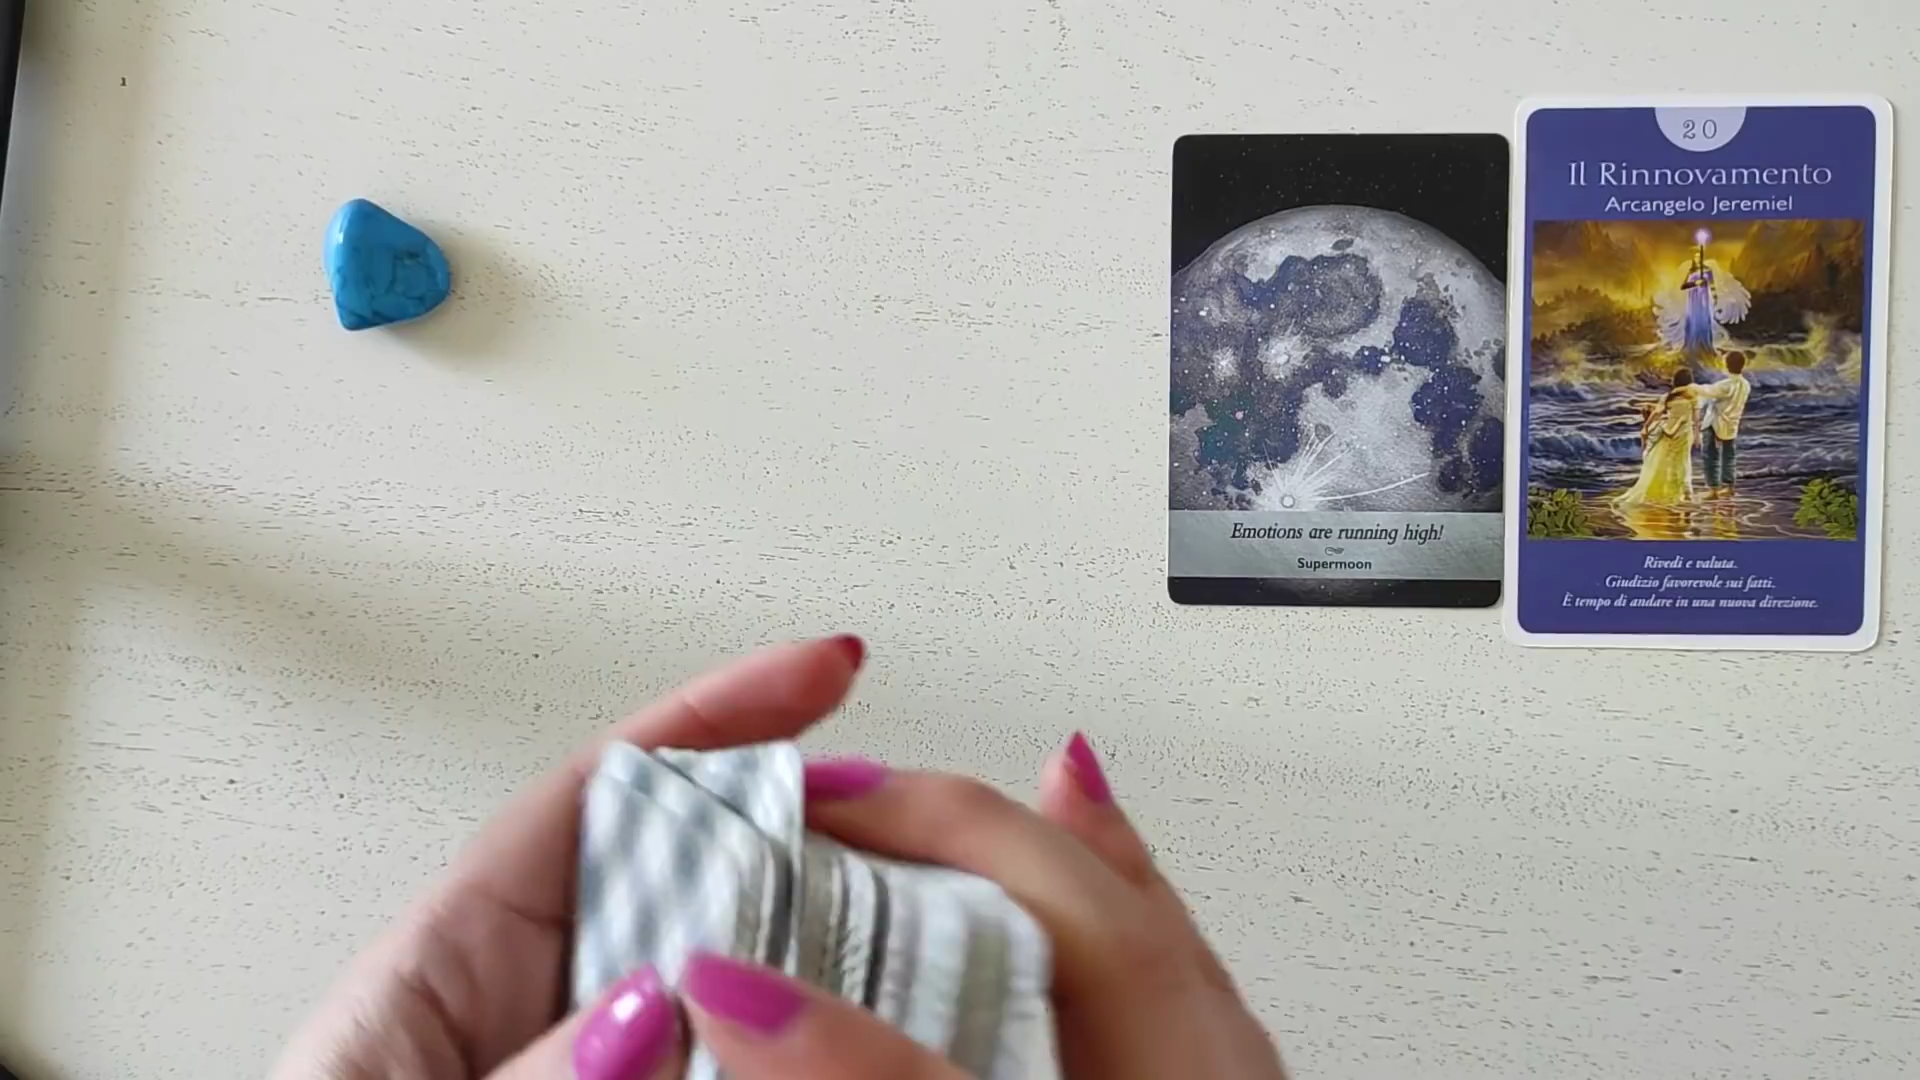 Emotions are running high!
Supermoon
20
Il Rinnovamento
Arcangelo Jeremiel
Rivedi e valuta.
Giudizio favorevole sui fatti.
È tempo di andare in una nuova direzione.